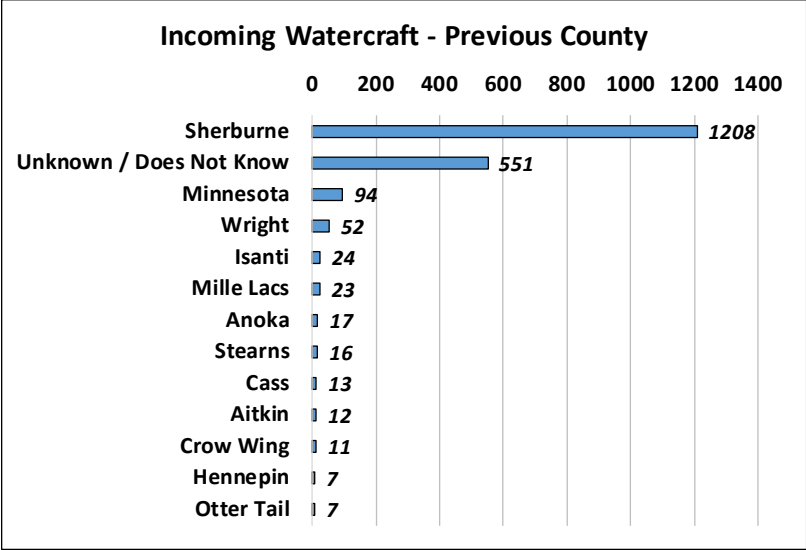 Incoming Watercraft - Previous County
0 200 400 600 800 1000 1200 1400
Sherburne 1208
Unknown / Does Not Know 551
Minnesota 94
Wright 52
Isanti 24
Mille Lacs 23
Anoka 17
Stearns 16
Cass 13
Aitkin 12
Crow Wing 11
Hennepin 7
Otter Tail 7